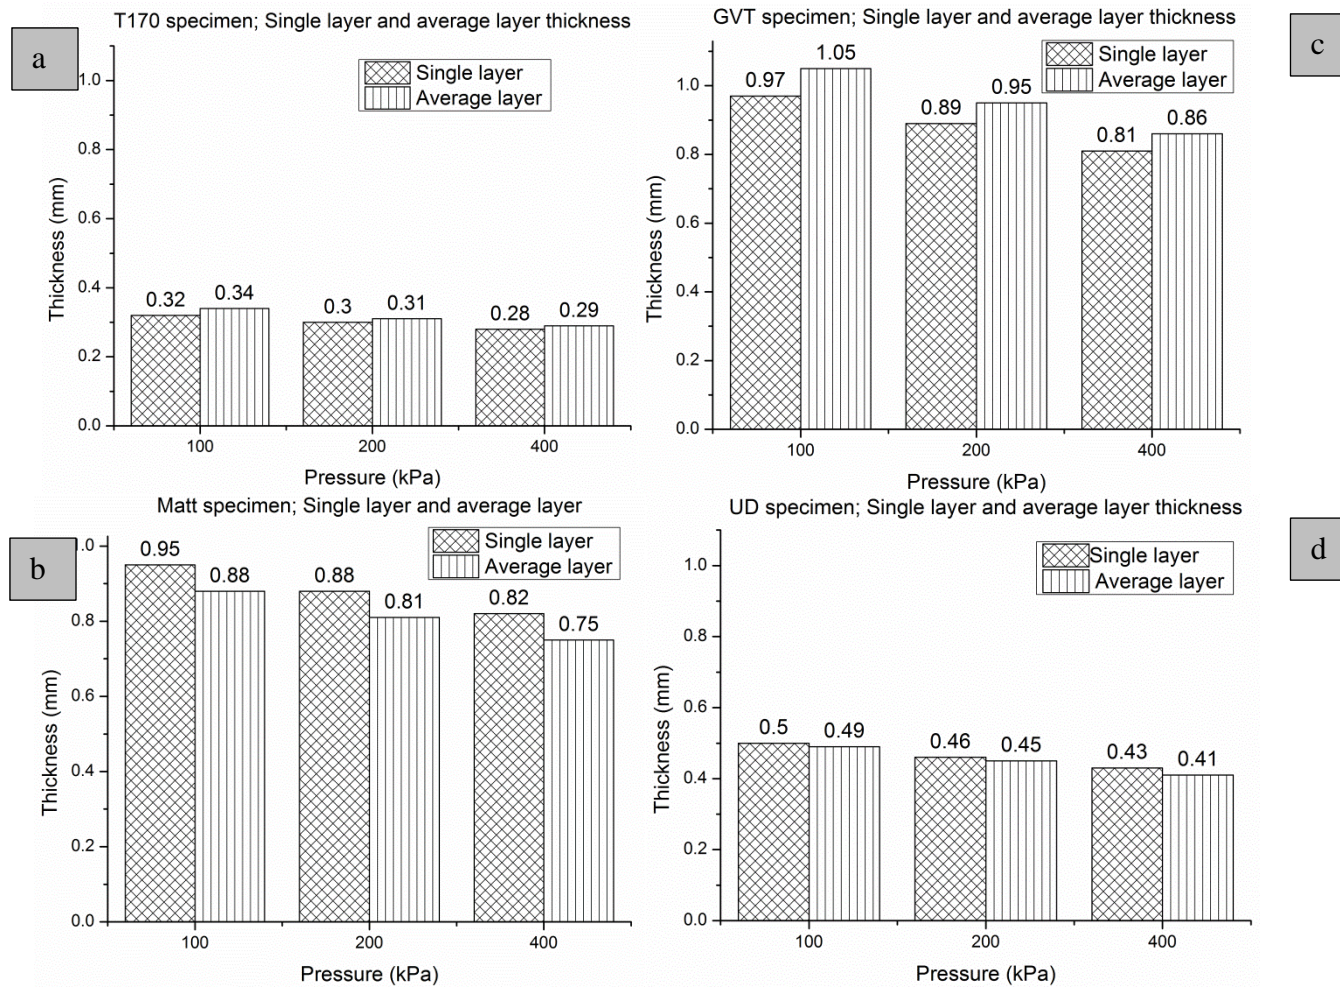 a
T170 specimen; Single layer and average layer thickness
Single layer
Average layer
1.0
0.8
0.6
0.4
0.2
0.0
Thickness (mm)
0.32
0.34
0.3
0.31
0.28
0.29
100
200
400
Pressure (kPa)
c
GVT specimen; Single layer and average layer thickness
Single layer
Average layer
1.0
0.8
0.6
0.4
0.2
0.0
Thickness (mm)
0.97
1.05
0.89
0.95
0.81
0.86
100
200
400
Pressure (kPa)
b
Matt specimen; Single layer and average layer
Single layer
Average layer
0.8
0.6
0.4
0.2
0.0
Thickness (mm)
0.95
0.88
0.88
0.81
0.82
0.75
100
200
400
Pressure (kPa)
d
UD specimen; Single layer and average layer thickness
Single layer
Average layer
1.0
0.8
0.6
0.4
0.2
0.0
Thickness (mm)
0.5
0.49
0.46
0.45
0.43
0.41
100
200
400
Pressure (kPa)